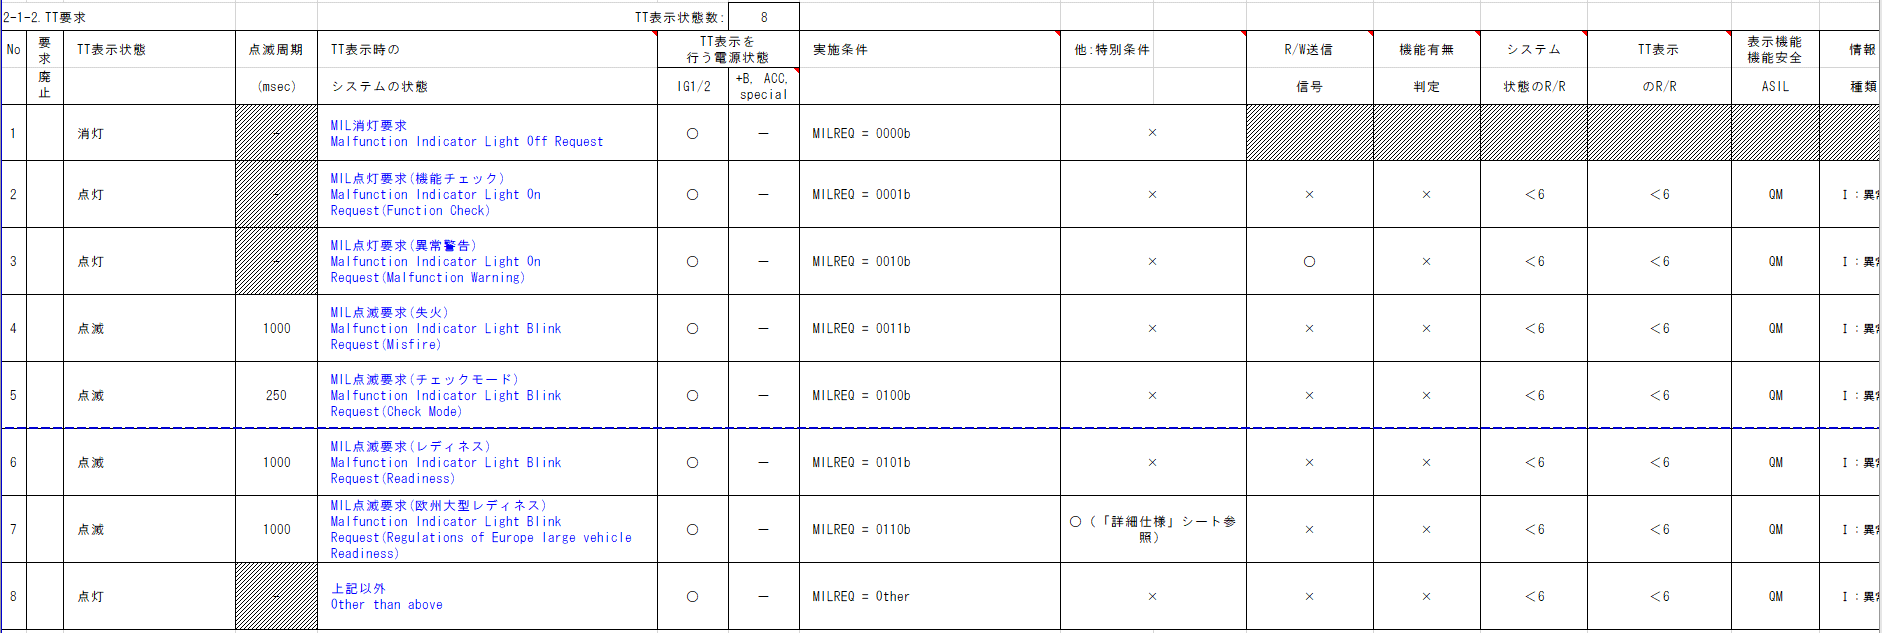 2-1-2.TT要求
TT表示状態数:
8
No
要求廃止
TT表示状態
点滅周期
(msec)
TT表示時の
システムの状態
TT表示を
行う電源状態
IG1/2
+B, ACC,
special
実施条件
他:特別条件
R/W送信
信号
機能有無
判定
システム
状態のR/R
TT表示
のR/R
表示機能
機能安全
ASIL
情報
種類
1
消灯
-
MIL消灯要求
Malfunction Indicator Light Off Request
○
－
MILREQ = 0000b
×
2
点灯
-
MIL点灯要求(機能チェック)
Malfunction Indicator Light On
Request(Function Check)
○
－
MILREQ = 0001b
×
×
×
＜6
＜6
QM
Ⅰ：異
3
点灯
-
MIL点灯要求(異常警告)
Malfunction Indicator Light On
Request(Malfunction Warning)
○
－
MILREQ = 0010b
×
○
×
＜6
＜6
QM
Ⅰ：異
4
点滅
1000
MIL点滅要求(失火)
Malfunction Indicator Light Blink
Request(Misfire)
○
－
MILREQ = 0011b
×
×
×
＜6
＜6
QM
Ⅰ：異
5
点滅
250
MIL点滅要求(チェックモード)
Malfunction Indicator Light Blink
Request(Check Mode)
○
－
MILREQ = 0100b
×
×
×
＜6
＜6
QM
Ⅰ：異
6
点滅
1000
MIL点滅要求(レディネス)
Malfunction Indicator Light Blink
Request(Readiness)
○
－
MILREQ = 0101b
×
×
×
＜6
＜6
QM
Ⅰ：異
7
点滅
1000
MIL点滅要求(欧州大型レディネス)
Malfunction Indicator Light Blink
Request(Regulations of Europe large vehicle
Readiness)
○
－
MILREQ = 0110b
○（「詳細仕様」シート参
照）
×
×
＜6
＜6
QM
Ⅰ：異
8
点灯
-
上記以外
Other than above
○
－
MILREQ = Other
×
×
×
＜6
＜6
QM
Ⅰ：異